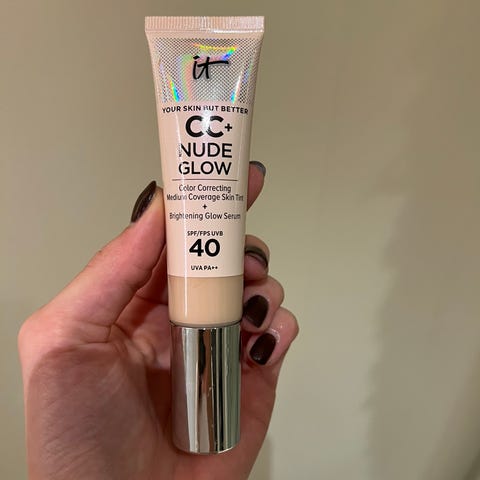 it
YOUR SKIN BUT BETTER
CC+
NUDE
GLOW
Color Correcting
Medium Coverage Skin Tint
+
Brightening Glow Serum
SPF/FPS UVB
40
UVA PA++